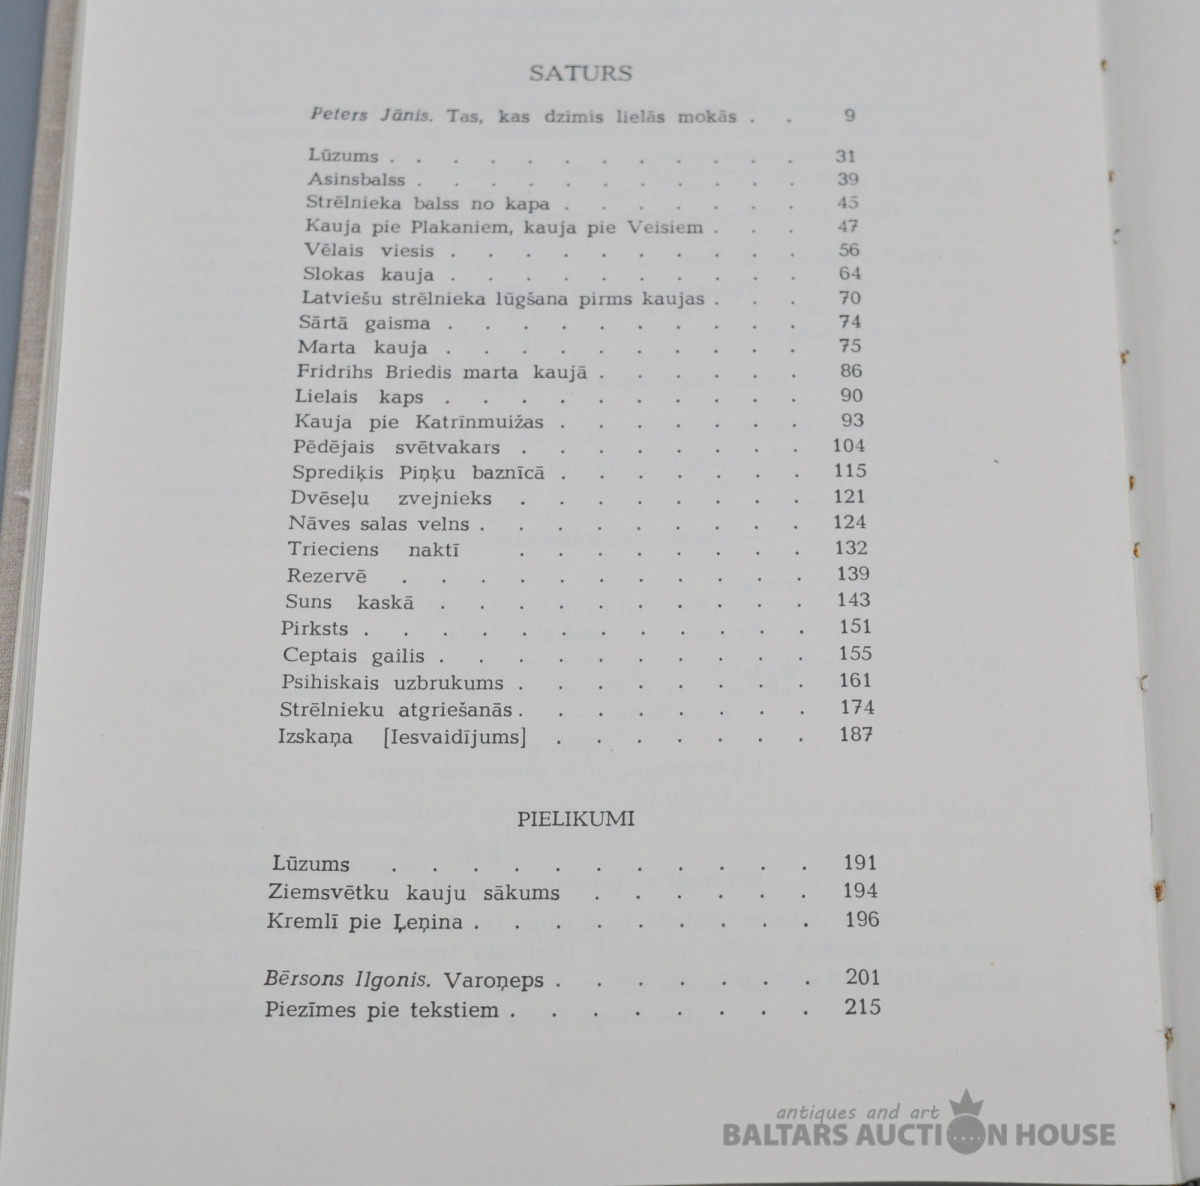 SATURS
Peters Jānis. Tas, kas dzimis lielās mokās . . 9
Lūzums . . . . . . . . . . . . 31
Asinsbalss . . . . . . . . . . . 39
Strēlnieka balss no kapa . . . . . . . 45
Kauja pie Plakaniem, kauja pie Veisiem . . . 47
Vēlais viesis . . . . . . . . . . 56
Slokas kauja . . . . . . . . . . 64
Latviešu strēlnieka lūgšana pirms kaujas . . . 70
Sārtā gaisma . . . . . . . . . . 74
Marta kauja . . . . . . . . . . 75
Fridrihs Briedis marta kaujā . . . . . . 86
Lielais kaps . . . . . . . . . . 90
Kauja pie Katrīnmuižas . . . . . . . 93
Pēdējais svētvakars . . . . . . . . 104
Sprediķis Piņķu baznīcā . . . . . . . 115
Dvēseļu zvejnieks . . . . . . . . 121
Nāves salas velns . . . . . . . . . 124
Trieciens naktī . . . . . . . . 132
Rezervē . . . . . . . . . . . 139
Suns kaskā . . . . . . . . . . 143
Pirksts . . . . . . . . . . . . 151
Ceptais gailis . . . . . . . . . . 155
Psihiskais uzbrukums . . . . . . . . 161
Strēlnieku atgriešanās . . . . . . . . 174
Izskaņa [Iesvaidījums] . . . . . . . 187
PIELIKUMI
Lūzums . . . . . . . . . . . 191
Ziemsvētku kauju sākums . . . . . . 194
Kremlī pie Ļeņina . . . . . . . . . 196
Bērsons Ilgonis. Varoņeps . . . . . . . 201
Piezīmes pie tekstiem . . . . . . . . 215
antiques and art
BALTARS AUCTION HOUSE